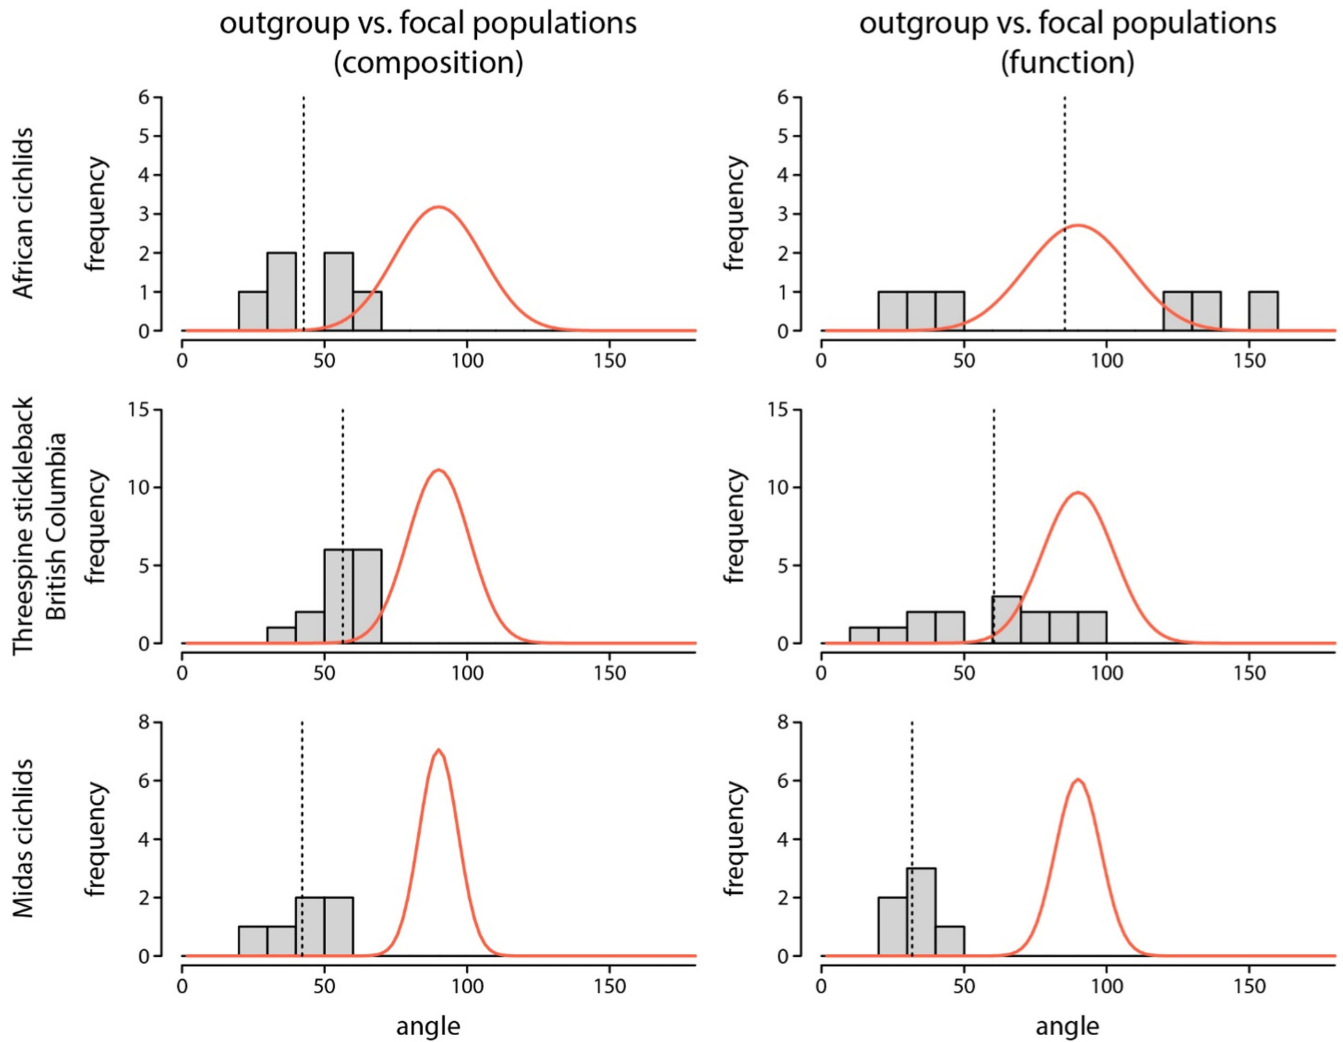 outgroup vs. focal populations
(composition)
outgroup vs. focal populations
(function)
African cichlids
frequency
6
5
4
3
2
1
0
0 50 100 150
frequency
6
5
4
3
2
1
0
0 50 100 150
Threespine stickleback
British Columbia
frequency
15
10
5
0
0 50 100 150
frequency
15
10
5
0
0 50 100 150
Midas cichlids
frequency
8
6
4
2
0
0 50 100 150
angle
frequency
8
6
4
2
0
0 50 100 150
angle